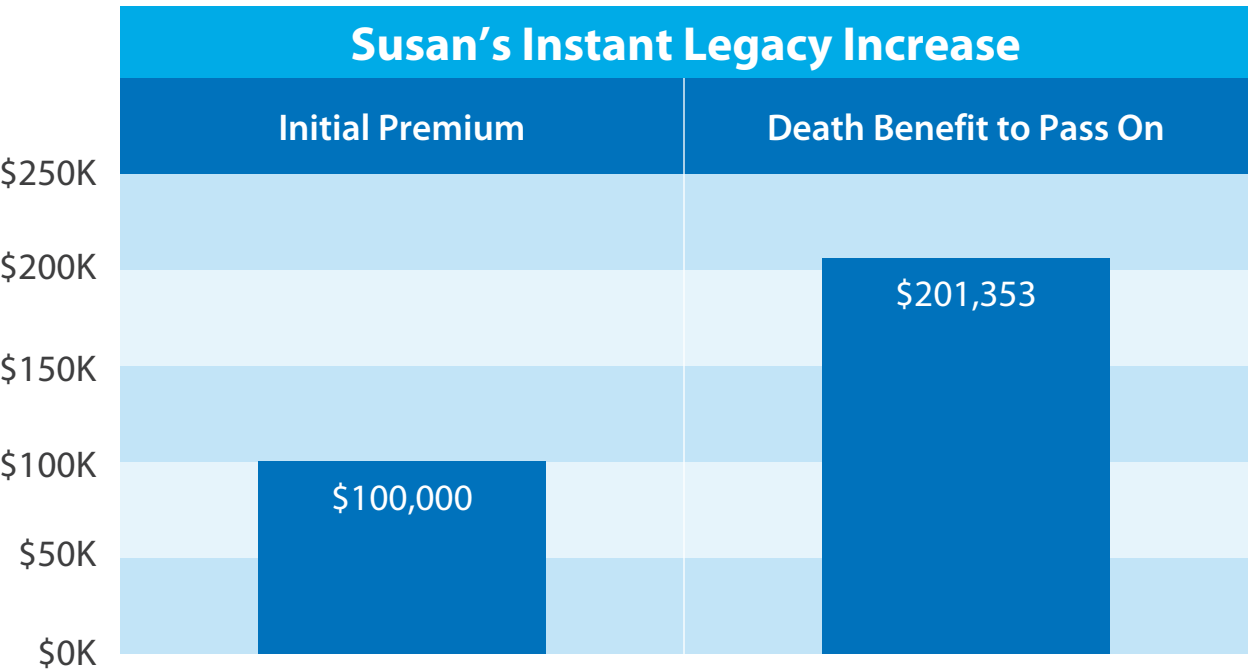 Susan’s Instant Legacy Increase
Initial Premium
Death Benefit to Pass On
$250K
$200K
$201,353
$150K
$100K
$100,000
$50K
$0K